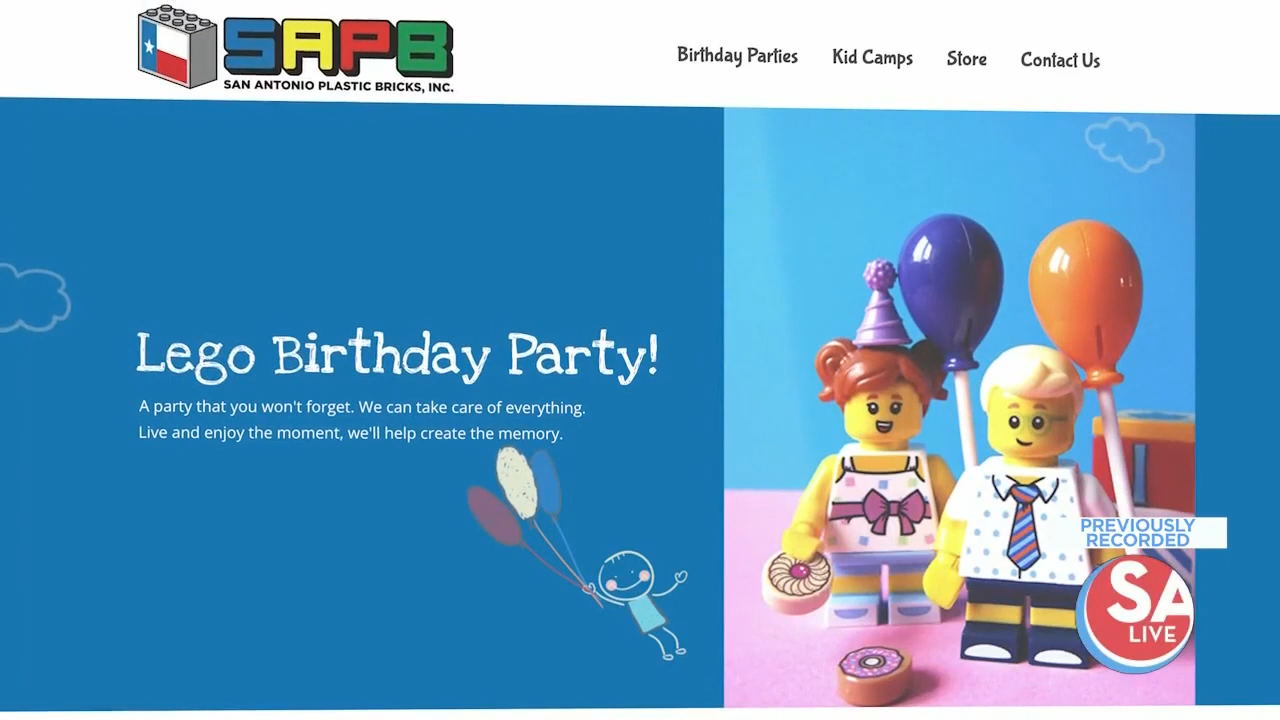 SAPB
SAN ANTONIO PLASTIC BRICKS, INC.
Birthday Parties Kid Camps Store Contact Us
Lego Birthday Party!
A party that you won't forget. We can take care of everything.
Live and enjoy the moment, we'll help create the memory.
PREVIOUSLY
RECORDED
SA
LIVE